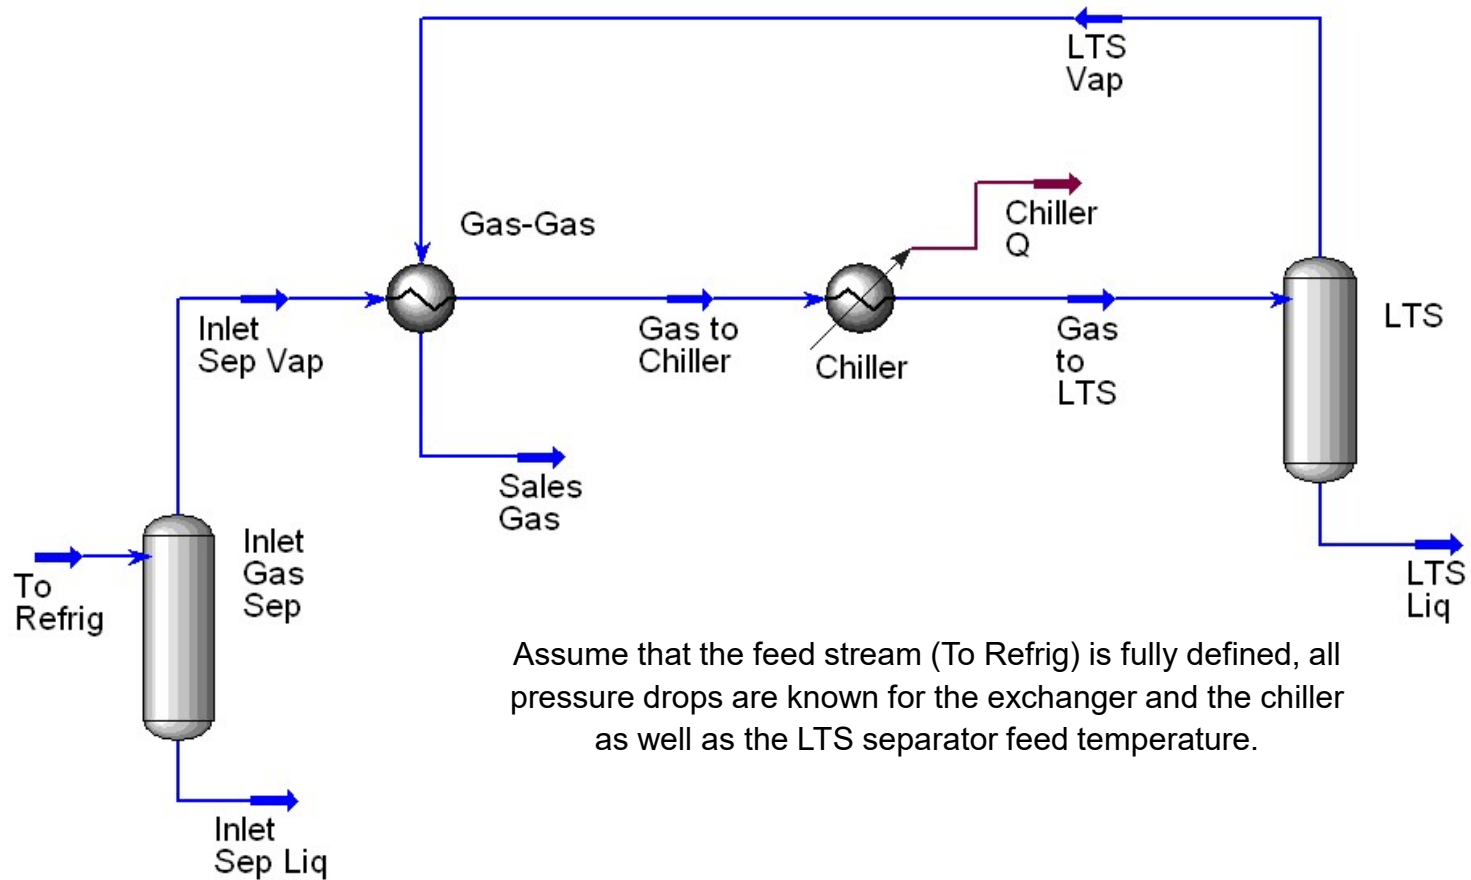 LTS
Vap
Gas-Gas
Chiller
Q
Inlet
Sep Vap
Gas to
Chiller
Chiller
Gas
to
LTS
LTS
Sales
Gas
To
Refrig
Inlet
Gas
Sep
LTS
Liq
Assume that the feed stream (To Refrig) is fully defined, all
pressure drops are known for the exchanger and the chiller
as well as the LTS separator feed temperature.
Inlet
Sep Liq